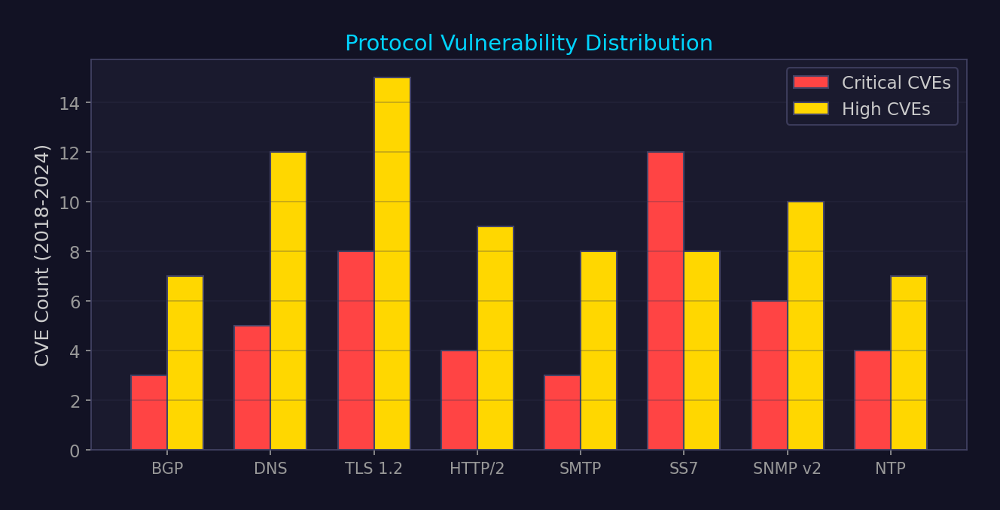 Protocol Vulnerability Distribution
Critical CVEs
High CVEs
CVE Count (2018-2024)
14
12
10
8
6
4
2
0
BGP
DNS
TLS 1.2
HTTP/2
SMTP
SS7
SNMP v2
NTP